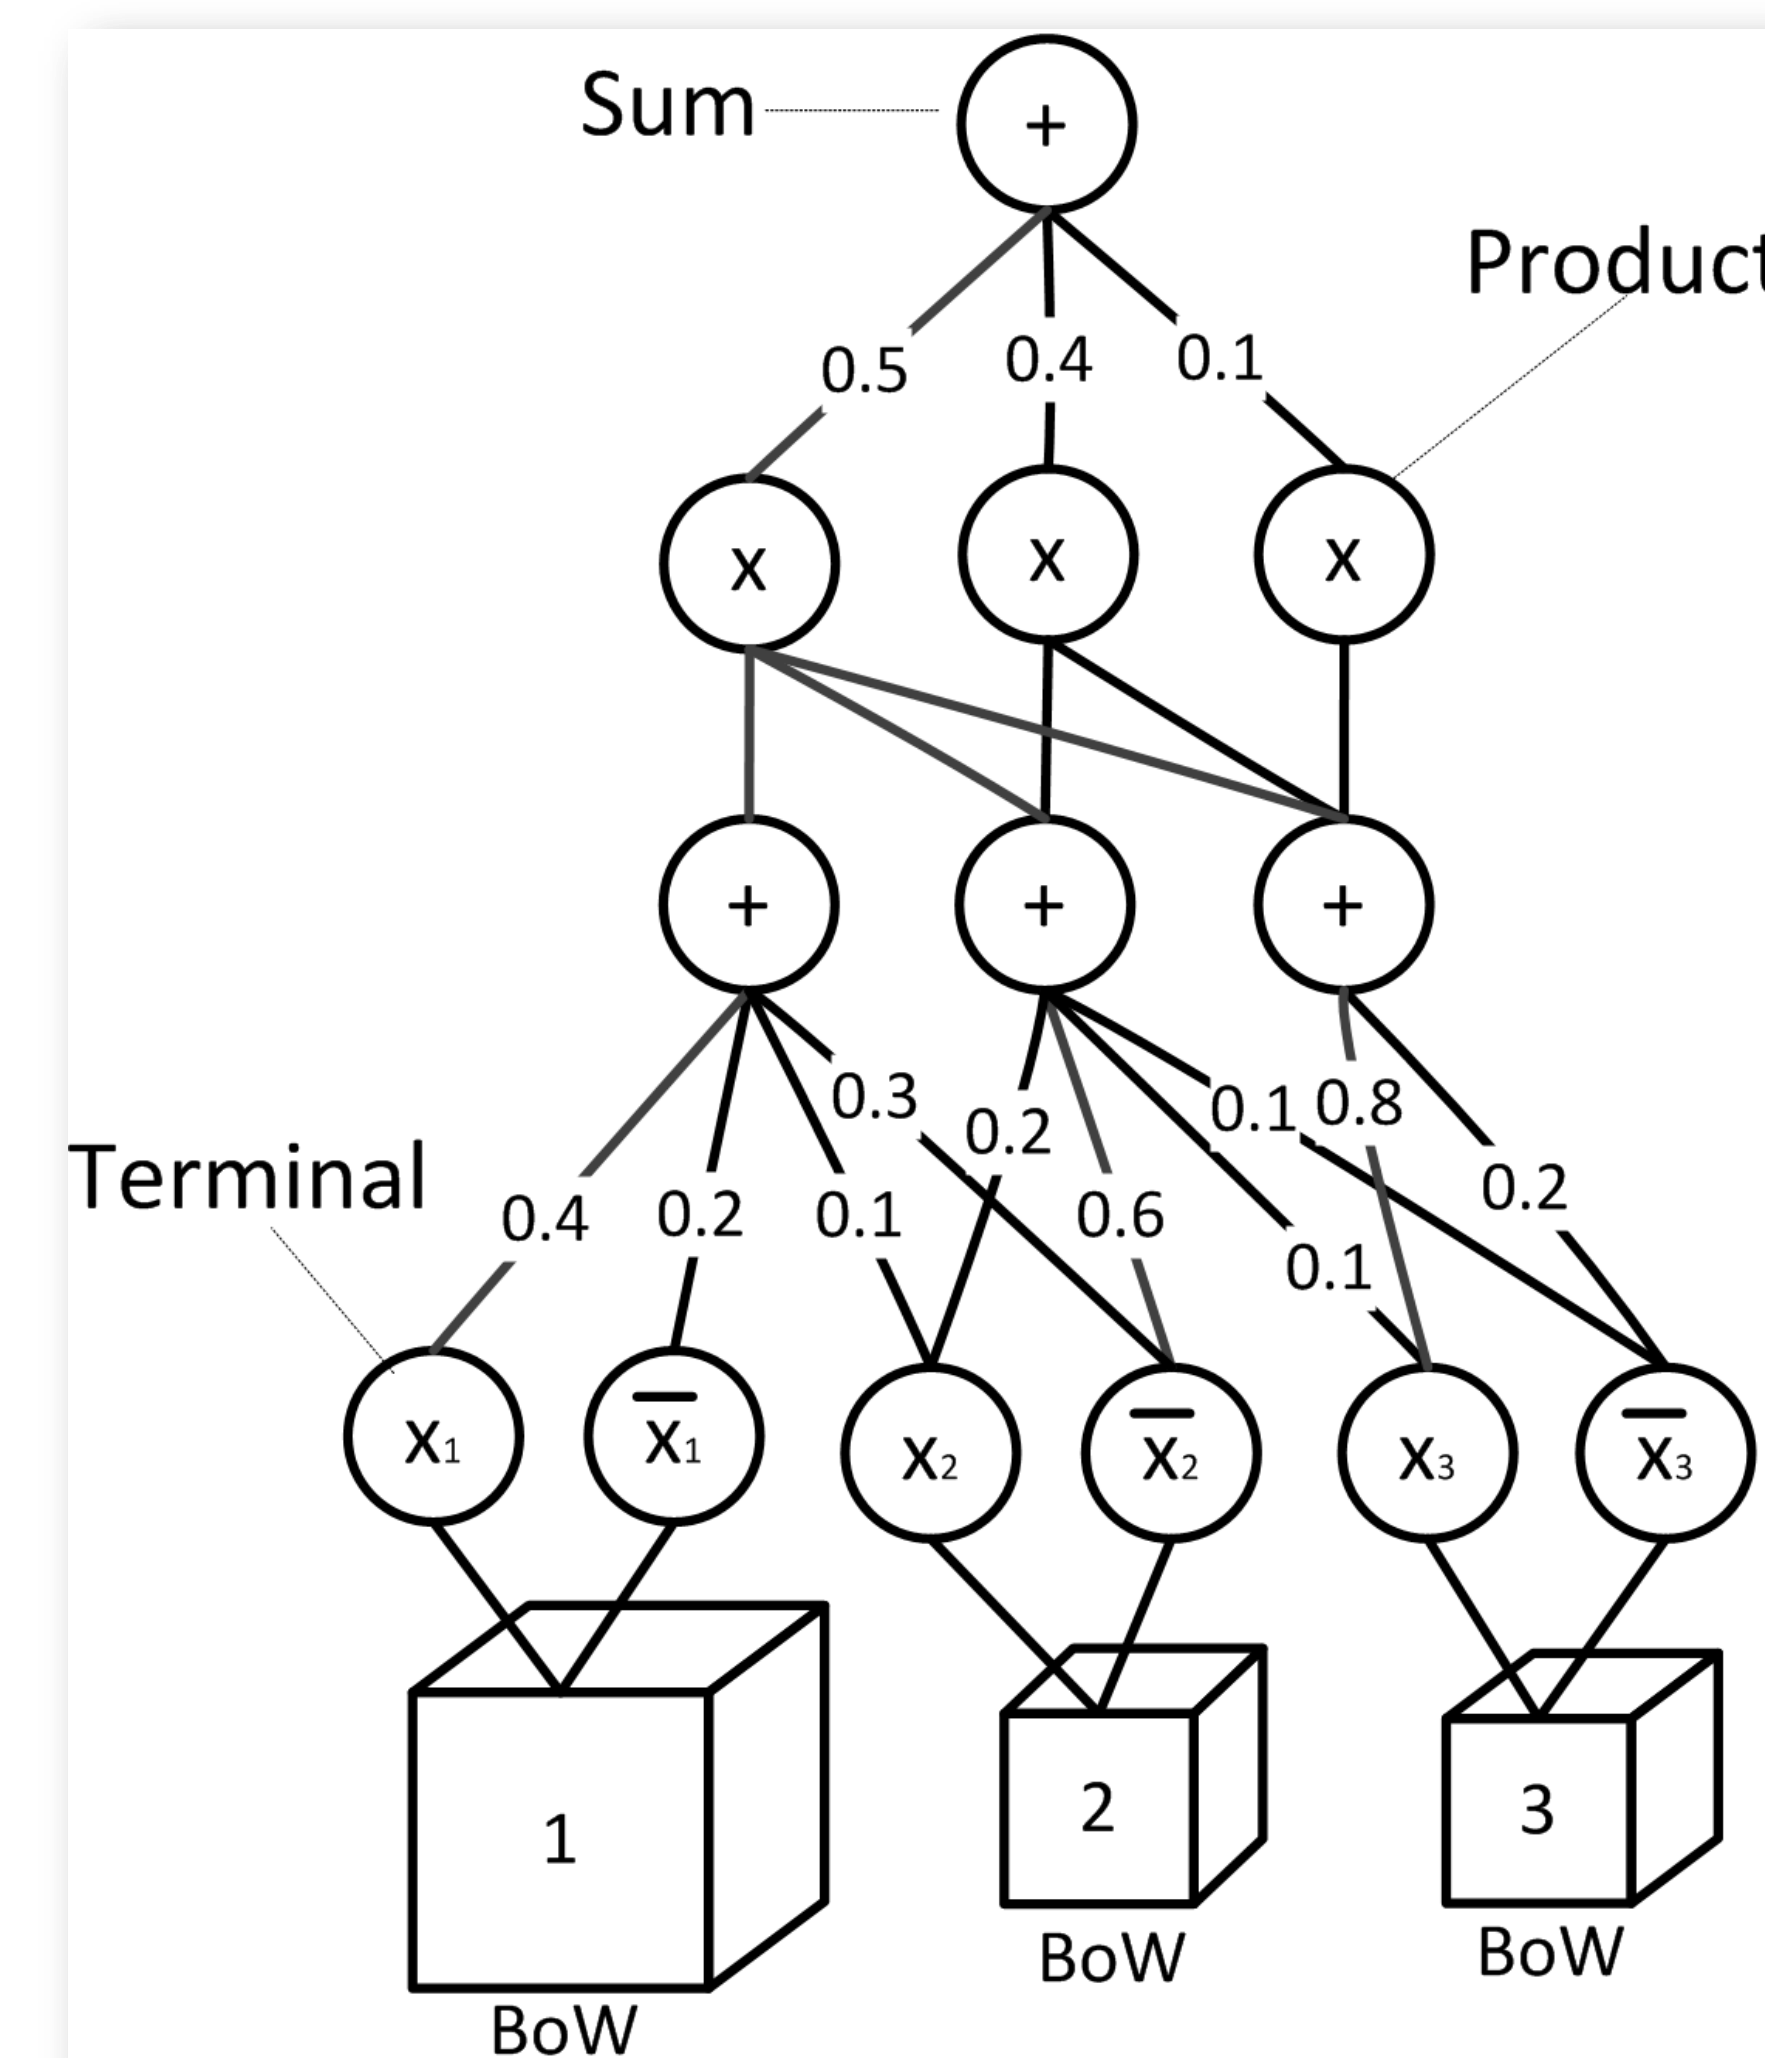 Sum
+
Product
0.5 0.4 0.1
x x x
+ + +
0.3 0.2 0.1 0.8
Terminal
0.4 0.2 0.1 0.6 0.1 0.2
x1 x̅1 x2 x̅2 x3 x̅3
1 2 3
BoW BoW BoW